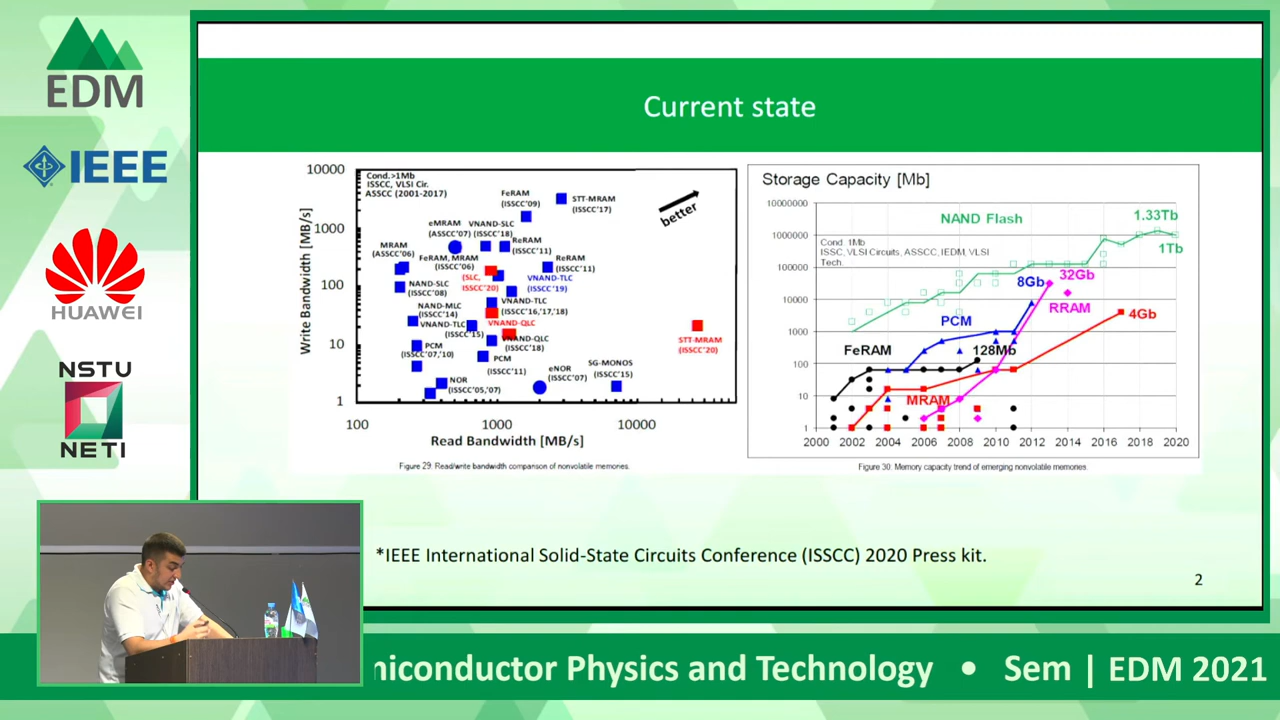 EDM
IEEE
HUAWEI
NSTU
NETI
Current state
10000
1000
100
10
1
Write Bandwidth [MB/s]
Cond.>1Mb
ISSCC, VLSI Cir.
ASSCC (2001-2017)
FeRAM
(ISSCC'09)
STT-MRAM
(ISSCC'17)
better
eMRAM
(ASSCC'07)
VNAND-SLC
(ISSCC'18)
ReRAM
(ISSCC'11)
MRAM
(ASSCC'06)
FeRAM, MRAM
(ISSCC'06)
ReRAM
(ISSCC'11)
(SLC,
ISSCC'20)
VNAND-TLC
(ISSCC '19)
NAND-SLC
(ISSCC'08)
NAND-MLC
(ISSCC'14)
VNAND-TLC
(ISSCC'16,'17,'18)
VNAND-TLC
(ISSCC'15)
VNAND-QLC
VNAND-QLC
(ISSCC'18)
STT-MRAM
(ISSCC'20)
PCM
(ISSCC'07,'10)
PCM
(ISSCC'11)
SG-MONOS
(ISSCC'15)
eNOR
(ISSCC'07)
NOR
(ISSCC'05,'07)
100
1000
10000
Read Bandwidth [MB/s]
Figure 29. Read/write bandwidth comparison of nonvolatile memories.
Storage Capacity [Mb]
10000000
1000000
100000
10000
1000
100
10
1
NAND Flash
1.33Tb
1Tb
Cond. 1Mb
ISSC, VLSI Circuits, ASSCC, IEDM, VLSI
Tech.
8Gb
32Gb
RRAM
PCM
4Gb
FeRAM
128Mb
MRAM
2000 2002 2004 2006 2008 2010 2012 2014 2016 2018 2020
Figure 30. Memory capacity trend of emerging nonvolatile memories.
*IEEE International Solid-State Circuits Conference (ISSCC) 2020 Press kit.
2
niconductor Physics and Technology • Sem | EDM 2021